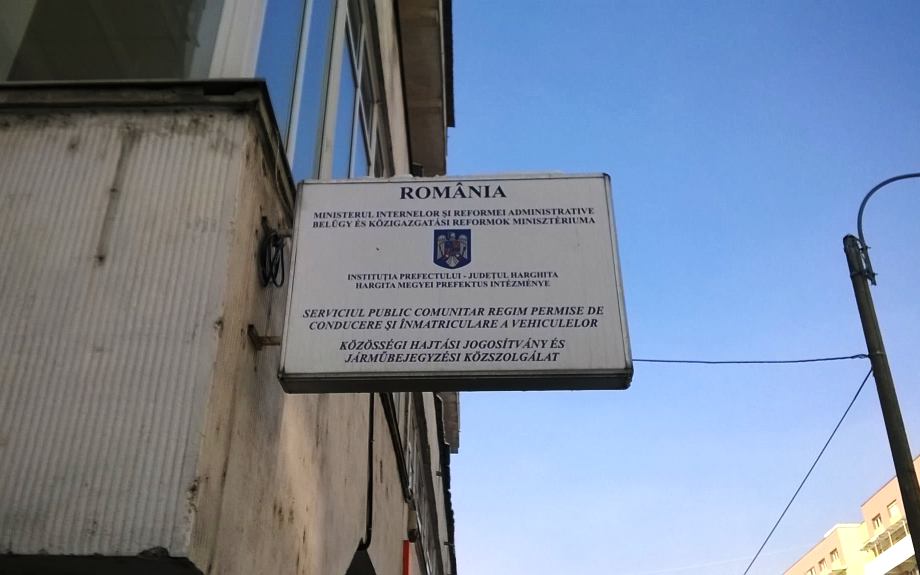 ROMÂNIA
MINISTERUL INTERNELOR ŞI REFORMEI ADMINISTRATIVE
BELÜGY ÉS KÖZIGAZGATÁSI REFORMOK MINISZTÉRIUMA
INSTITUŢIA PREFECTULUI - JUDEŢUL HARGHITA
HARGITA MEGYEI PREFEKTUS INTÉZMÉNYE
SERVICIUL PUBLIC COMUNITAR REGIM PERMISE DE
CONDUCERE ŞI ÎNMATRICULARE A VEHICULELOR
KÖZÖSSÉGI HAJTÁSI JOGOSÍTVÁNY ÉS
JÁRMŰBEJEGYZÉSI KÖZSZOLGÁLAT